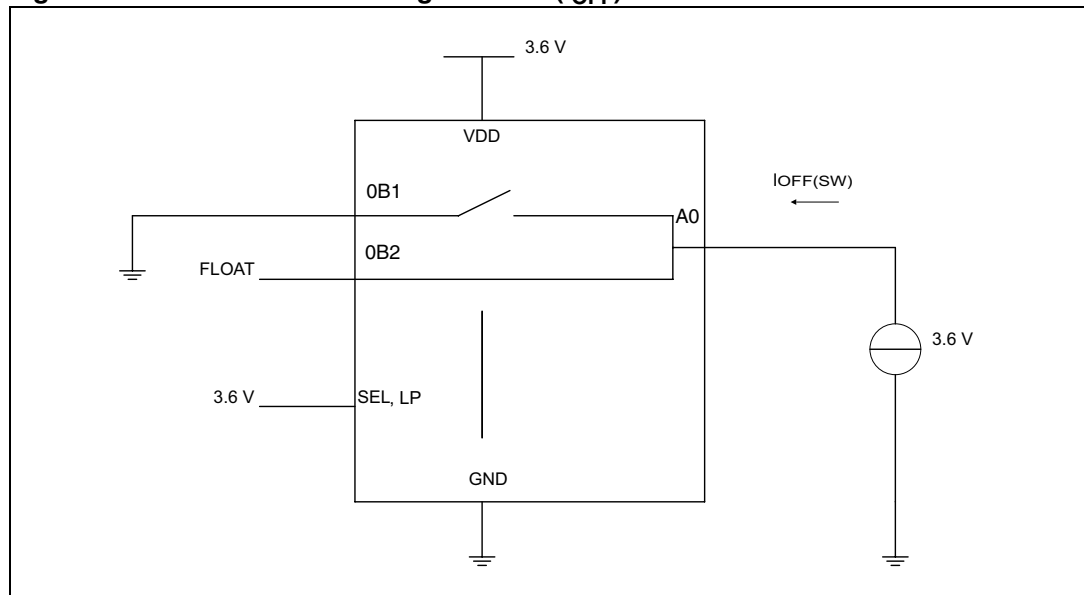 3.6 V
VDD
0B1
IOFF(SW)
A0
0B2
FLOAT
3.6 V
3.6 V
SEL, LP
GND